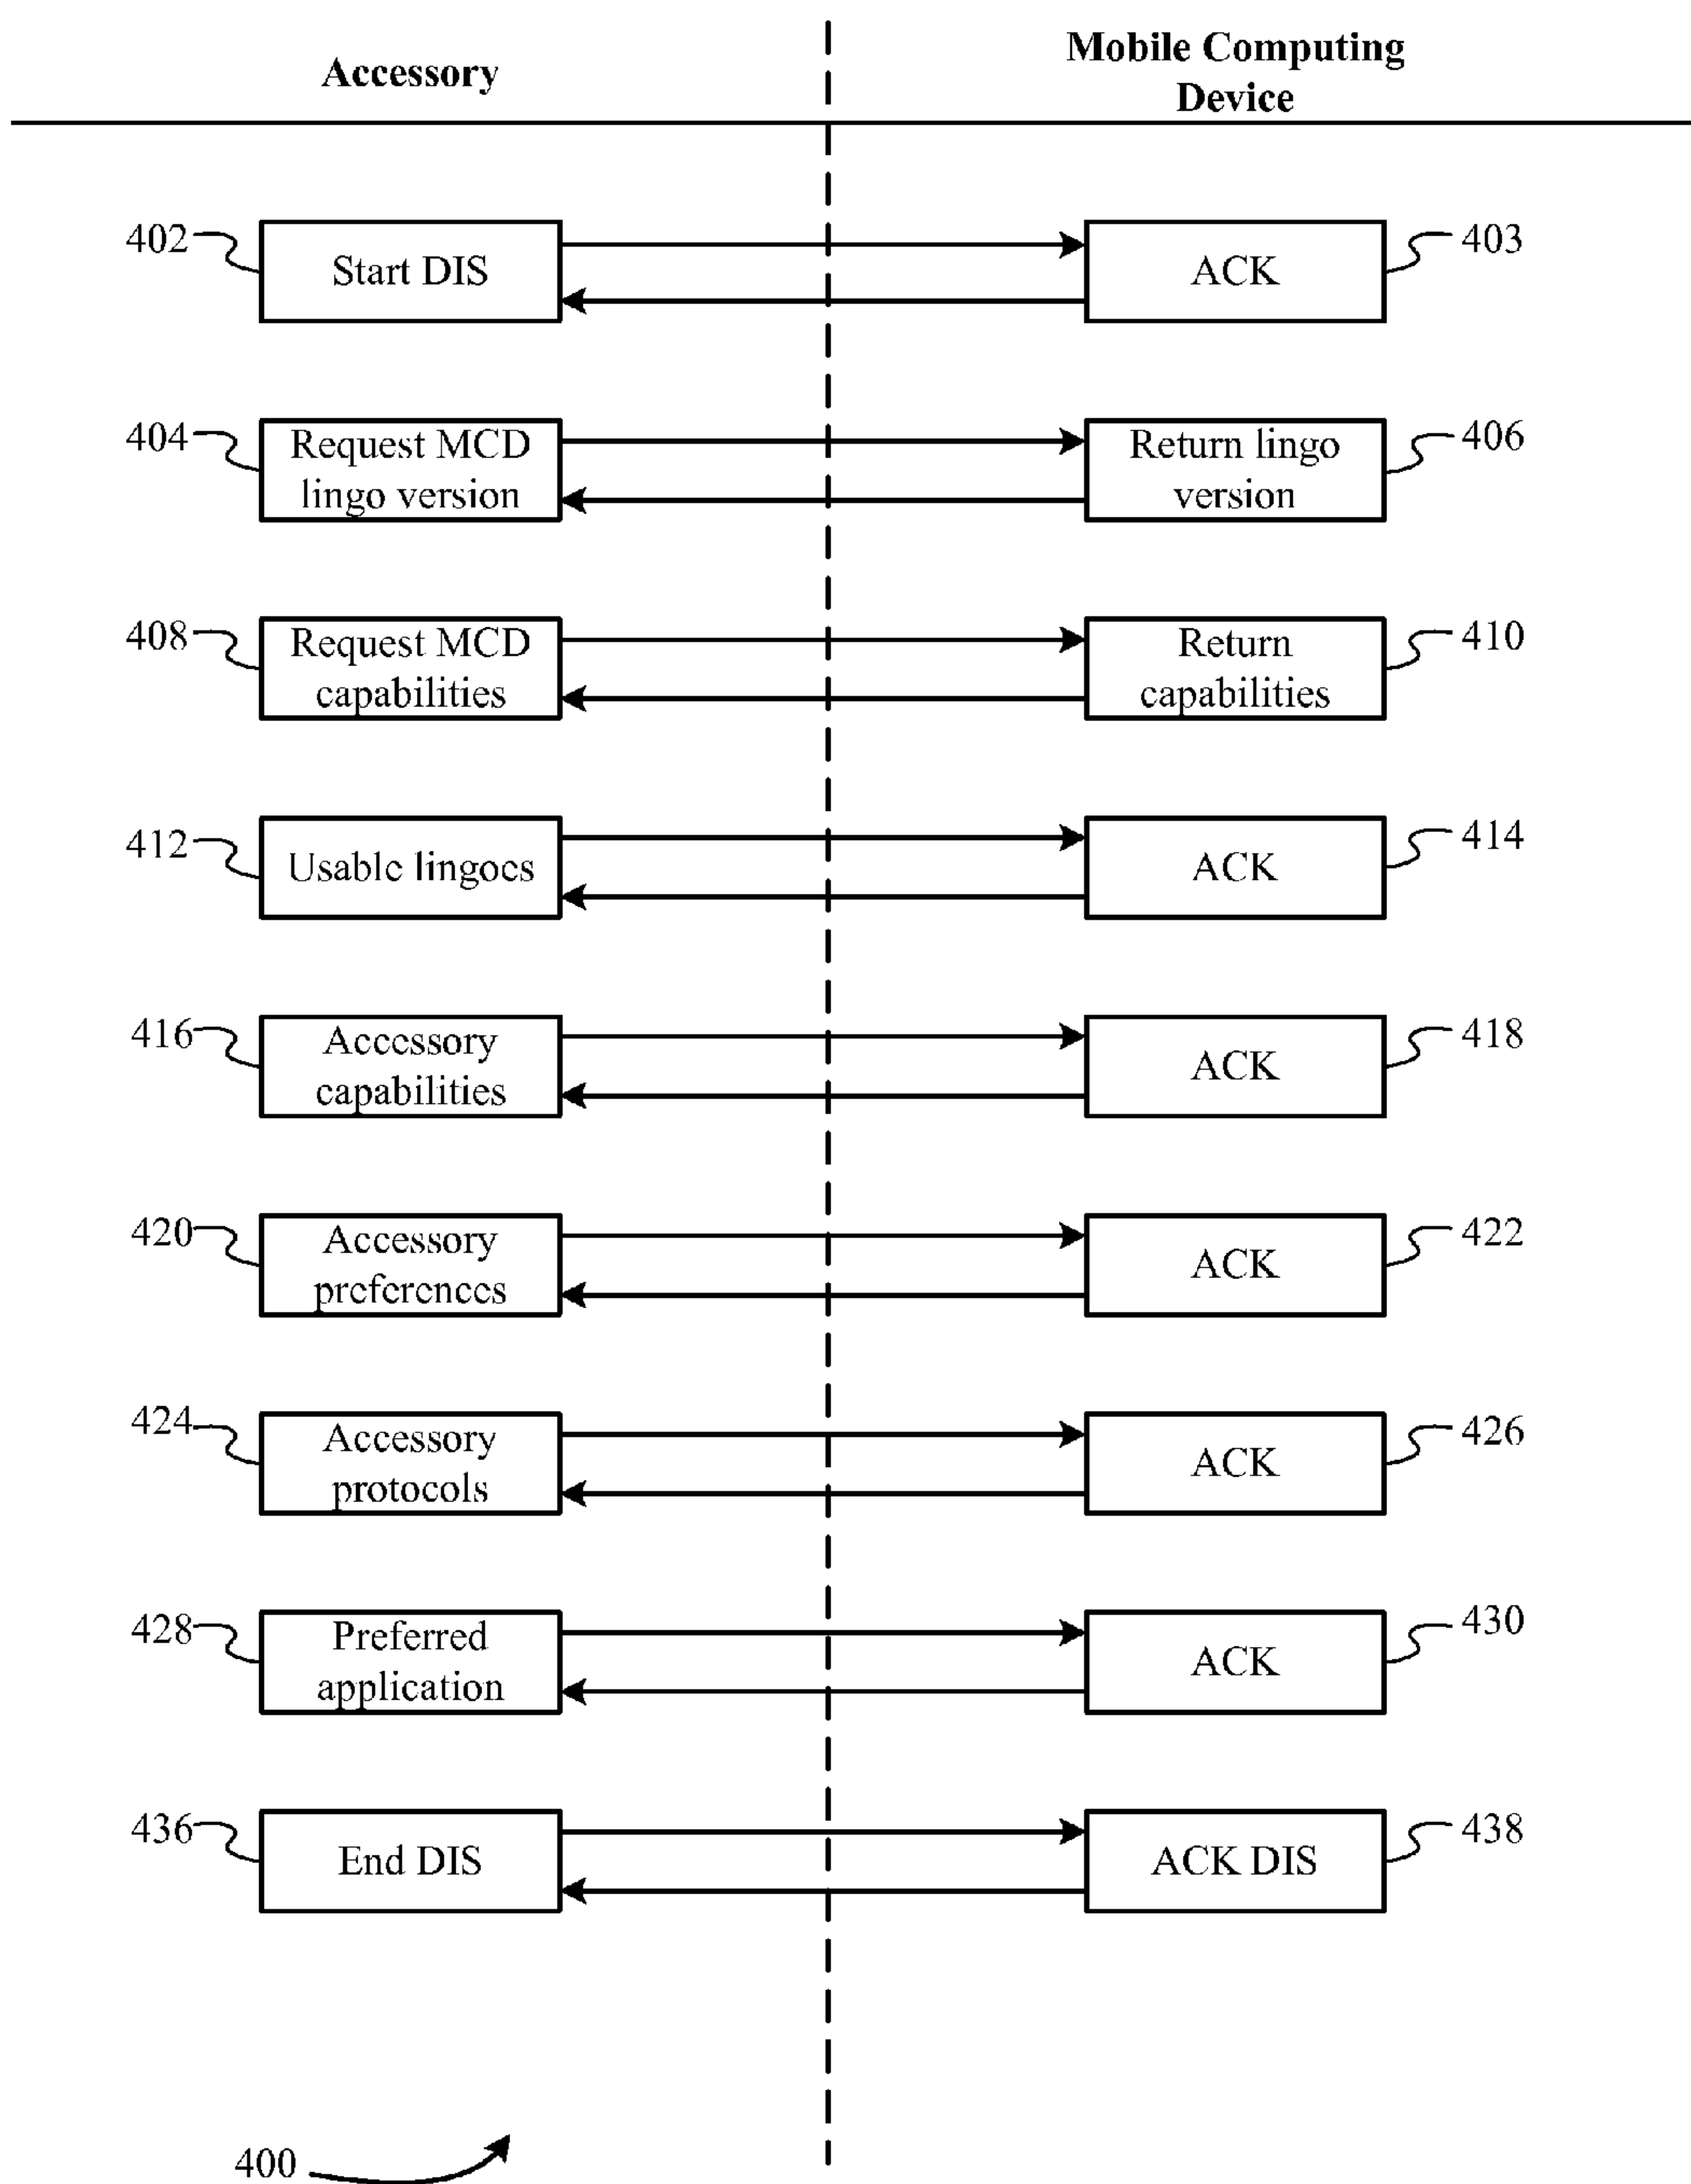 Accessory
Mobile Computing
Device
402
Start DIS
ACK
403
404
Request MCD
lingo version
Return lingo
version
406
408
Request MCD
capabilities
Return
capabilities
410
412
Usable lingoes
ACK
414
416
Accessory
capabilities
ACK
418
420
Accessory
preferences
ACK
422
424
Accessory
protocols
ACK
426
428
Preferred
application
ACK
430
436
End DIS
ACK DIS
438
400